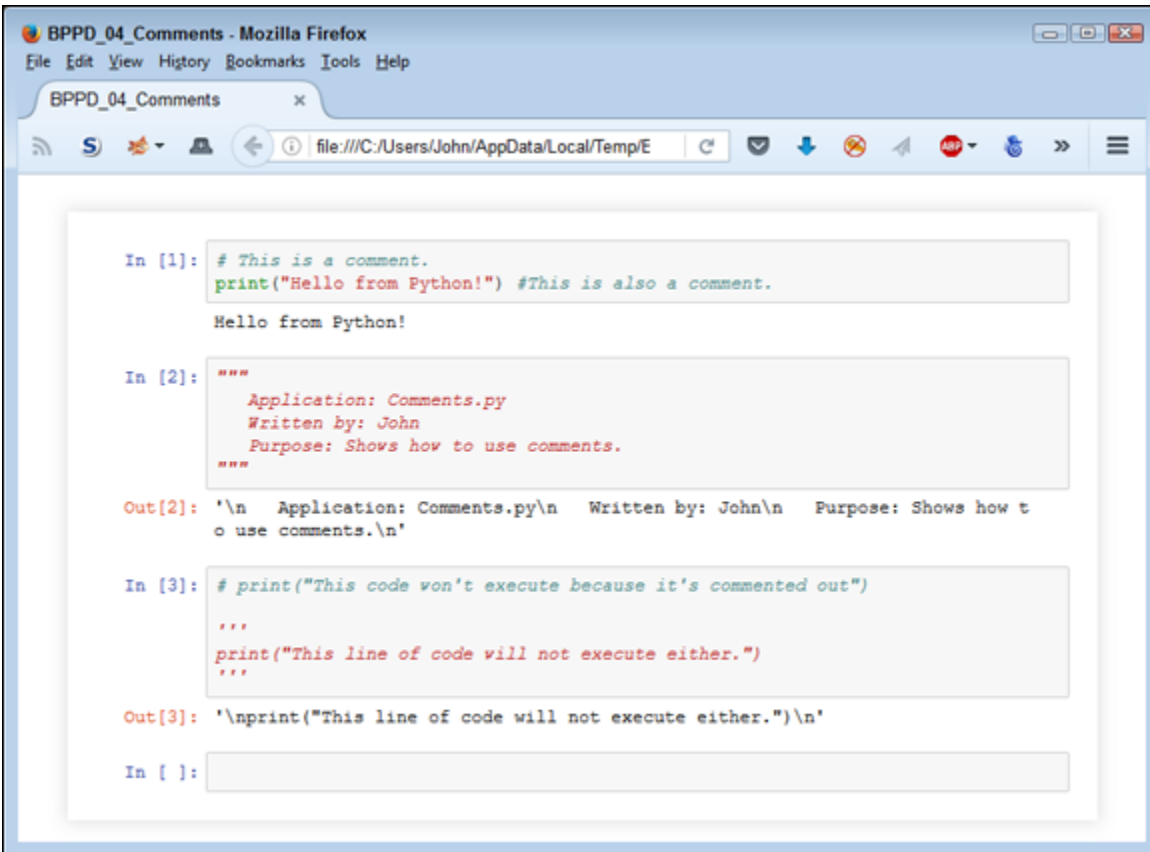 BPPD_04_Comments - Mozilla Firefox
File Edit View History Bookmarks Tools Help
BPPD_04_Comments
file:///C:/Users/John/AppData/Local/Temp/E
S
ABP
In [1]: # This is a comment.
print("Hello from Python!") #This is also a comment.
Hello from Python!
In [2]: """
Application: Comments.py
Written by: John
Purpose: Shows how to use comments.
"""
Out[2]: '\n   Application: Comments.py\n   Written by: John\n   Purpose: Shows how t
o use comments.\n'
In [3]: # print("This code won't execute because it's commented out")
'''
print("This line of code will not execute either.")
'''
Out[3]: '\nprint("This line of code will not execute either.")\n'
In [ ]: